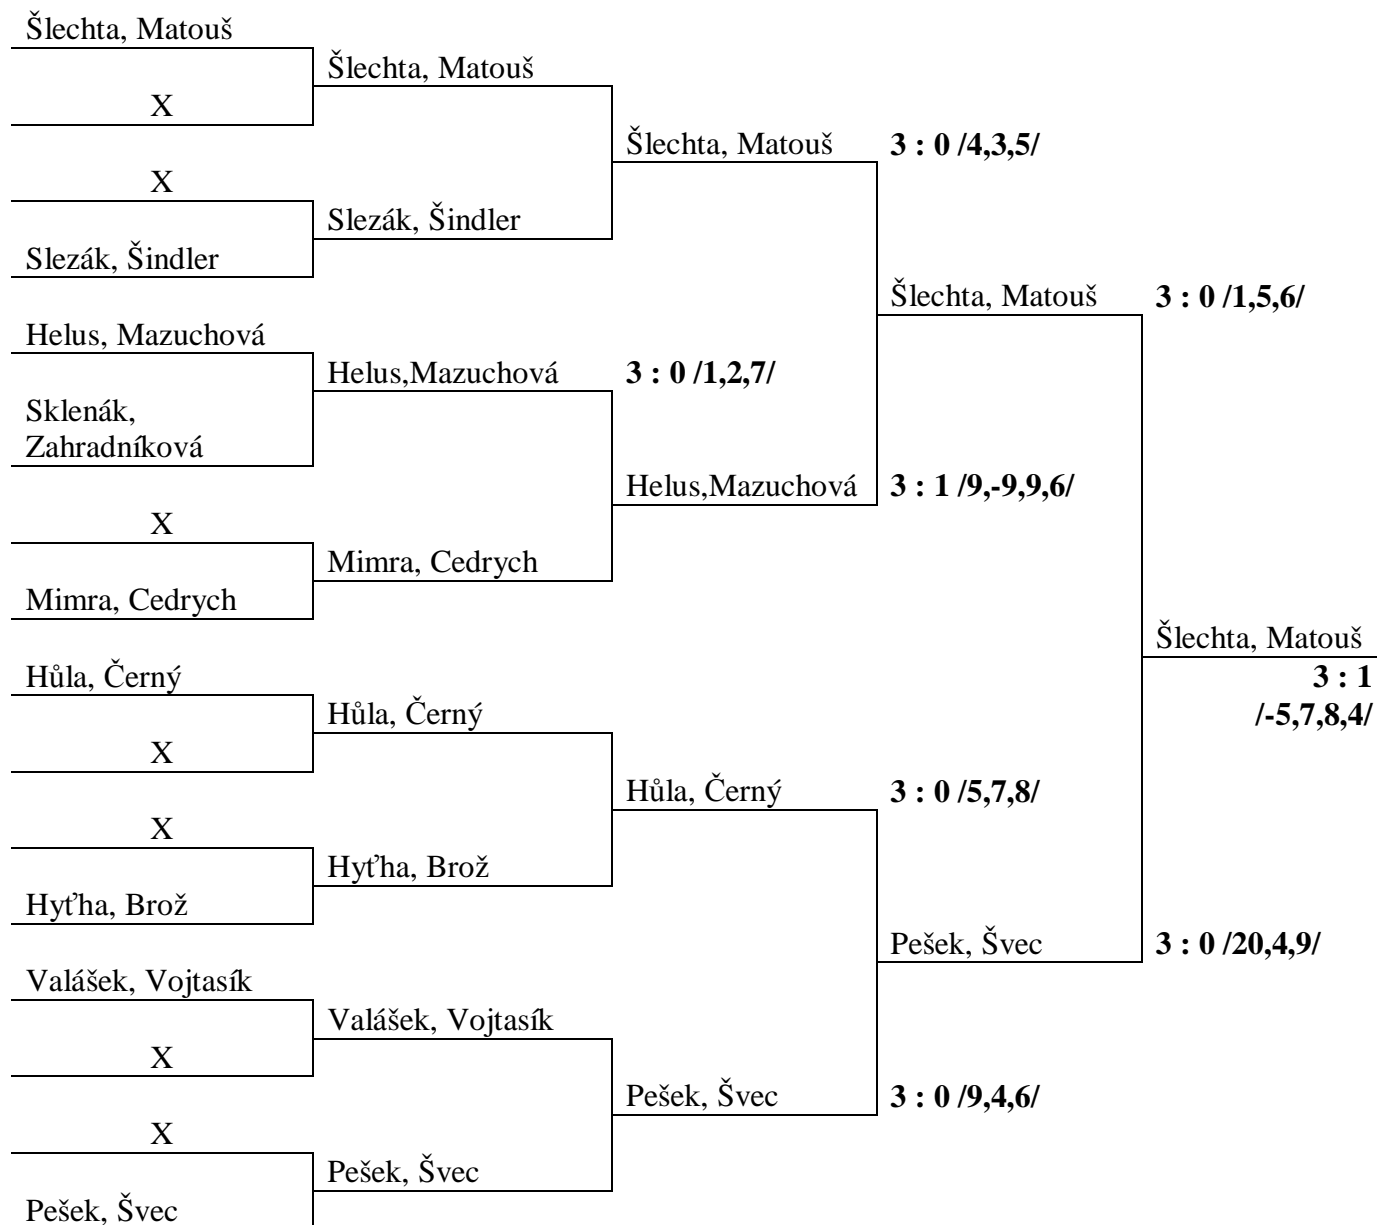 Šlechta, Matouš
Šlechta, Matouš
X
Šlechta, Matouš 3 : 0 /4,3,5/
X
Slezák, Šindler
Slezák, Šindler
Šlechta, Matouš 3 : 0 /1,5,6/
Helus, Mazuchová
Helus,Mazuchová 3 : 0 /1,2,7/
Sklenák,
Zahradníková
Helus,Mazuchová 3 : 1 /9,-9,9,6/
X
Mimra, Cedrych
Mimra, Cedrych
Šlechta, Matouš
3 : 1
/-5,7,8,4/
Hůla, Černý
Hůla, Černý
X
Hůla, Černý 3 : 0 /5,7,8/
X
Hyťha, Brož
Hyťha, Brož
Pešek, Švec 3 : 0 /20,4,9/
Valášek, Vojtasík
Valášek, Vojtasík
X
Pešek, Švec 3 : 0 /9,4,6/
X
Pešek, Švec
Pešek, Švec